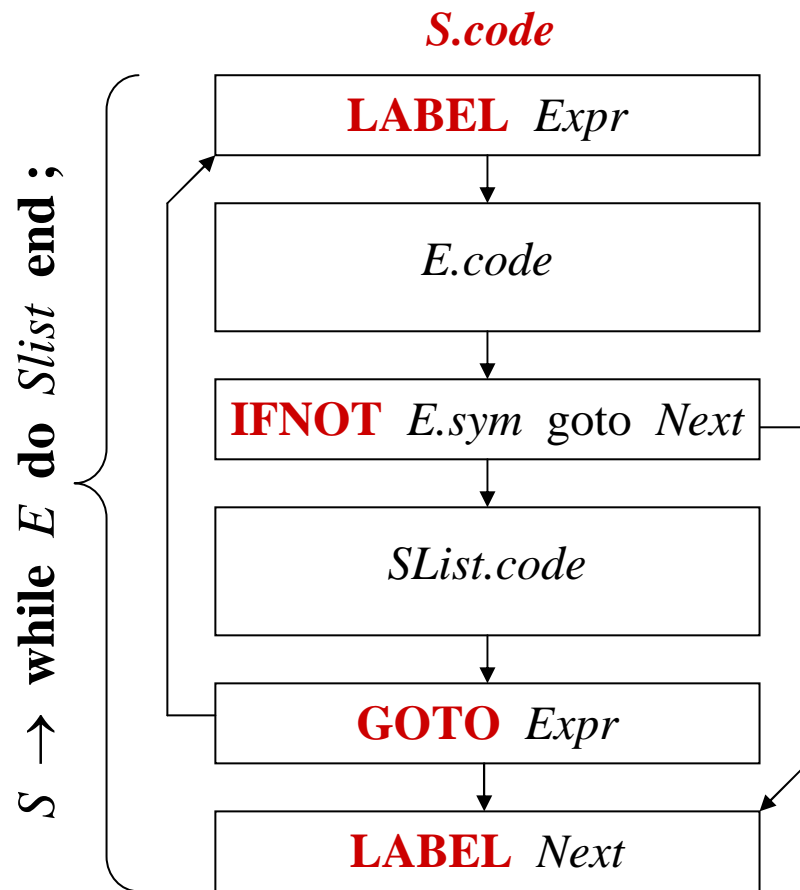 S.code
S → while E do Slist end ;
LABEL Expr
E.code
IFNOT E.sym goto Next
SList.code
GOTO Expr
LABEL Next